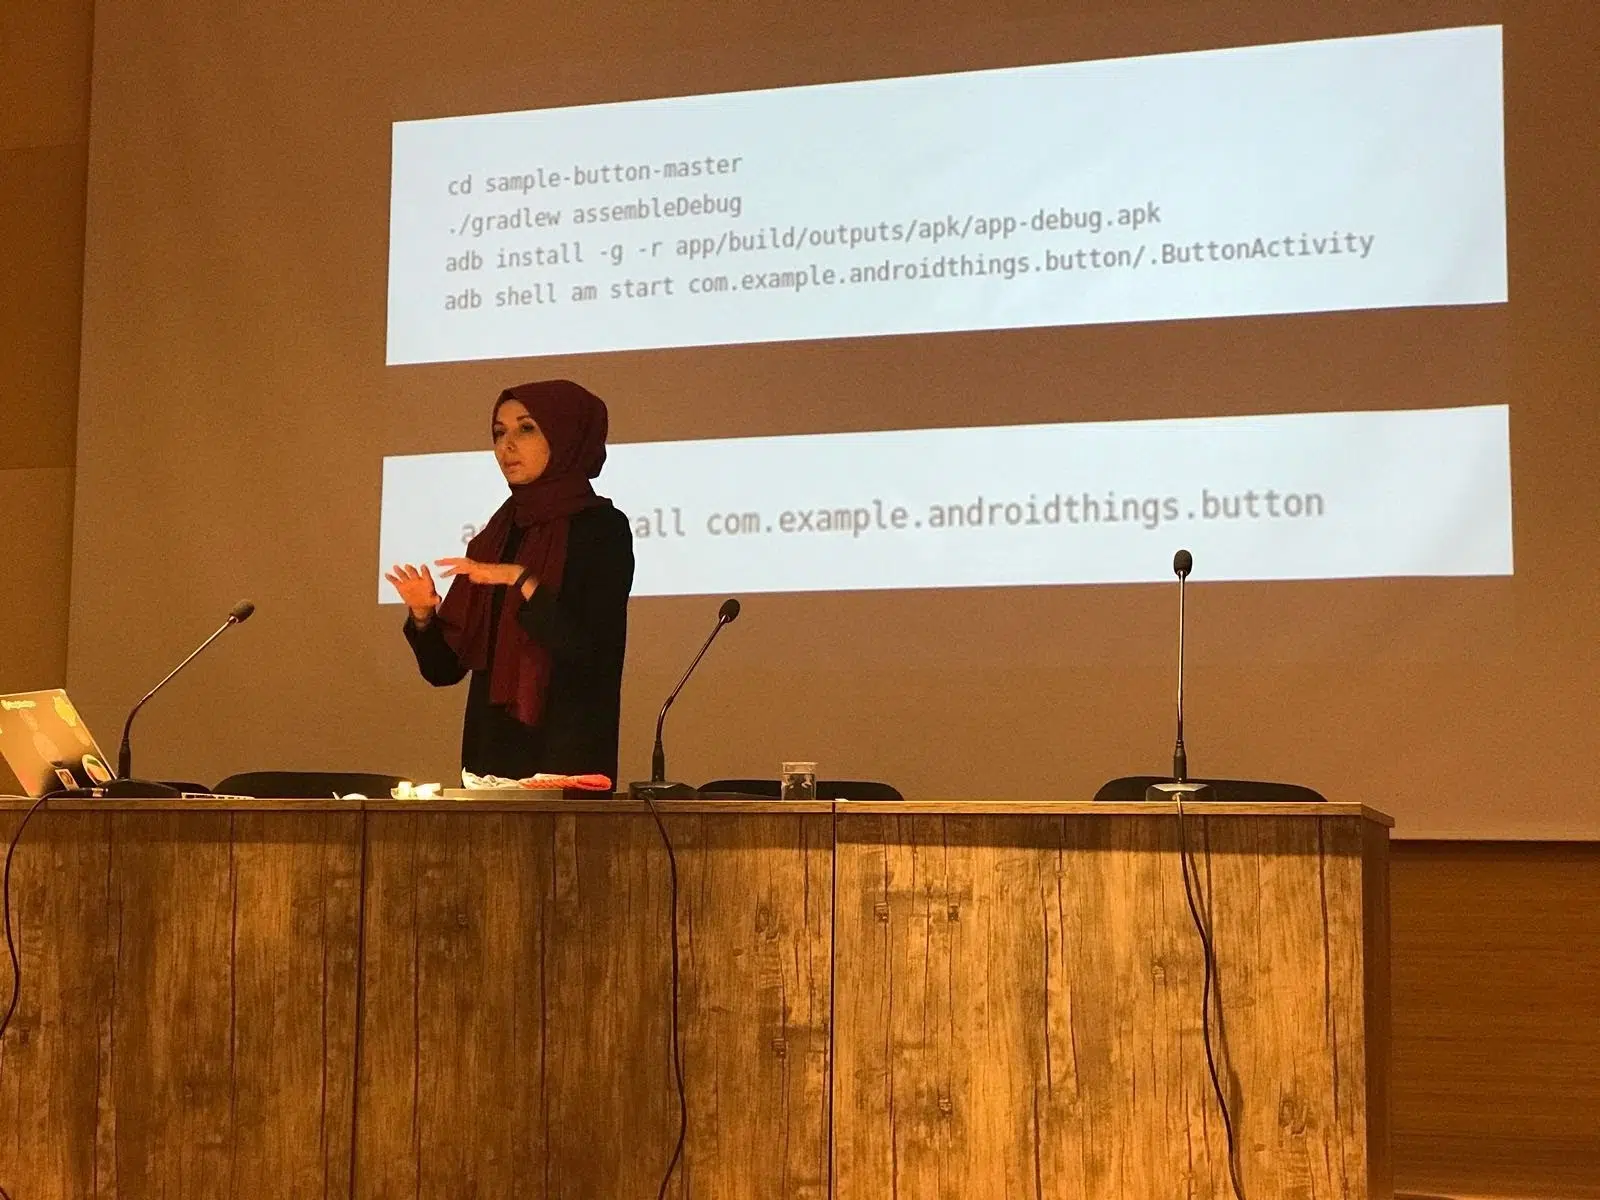 cd sample-button-master
./gradlew assembleDebug
adb install -g -r app/build/outputs/apk/app-debug.apk
adb shell am start com.example.androidthings.button/.ButtonActivity
com.example.androidthings.button